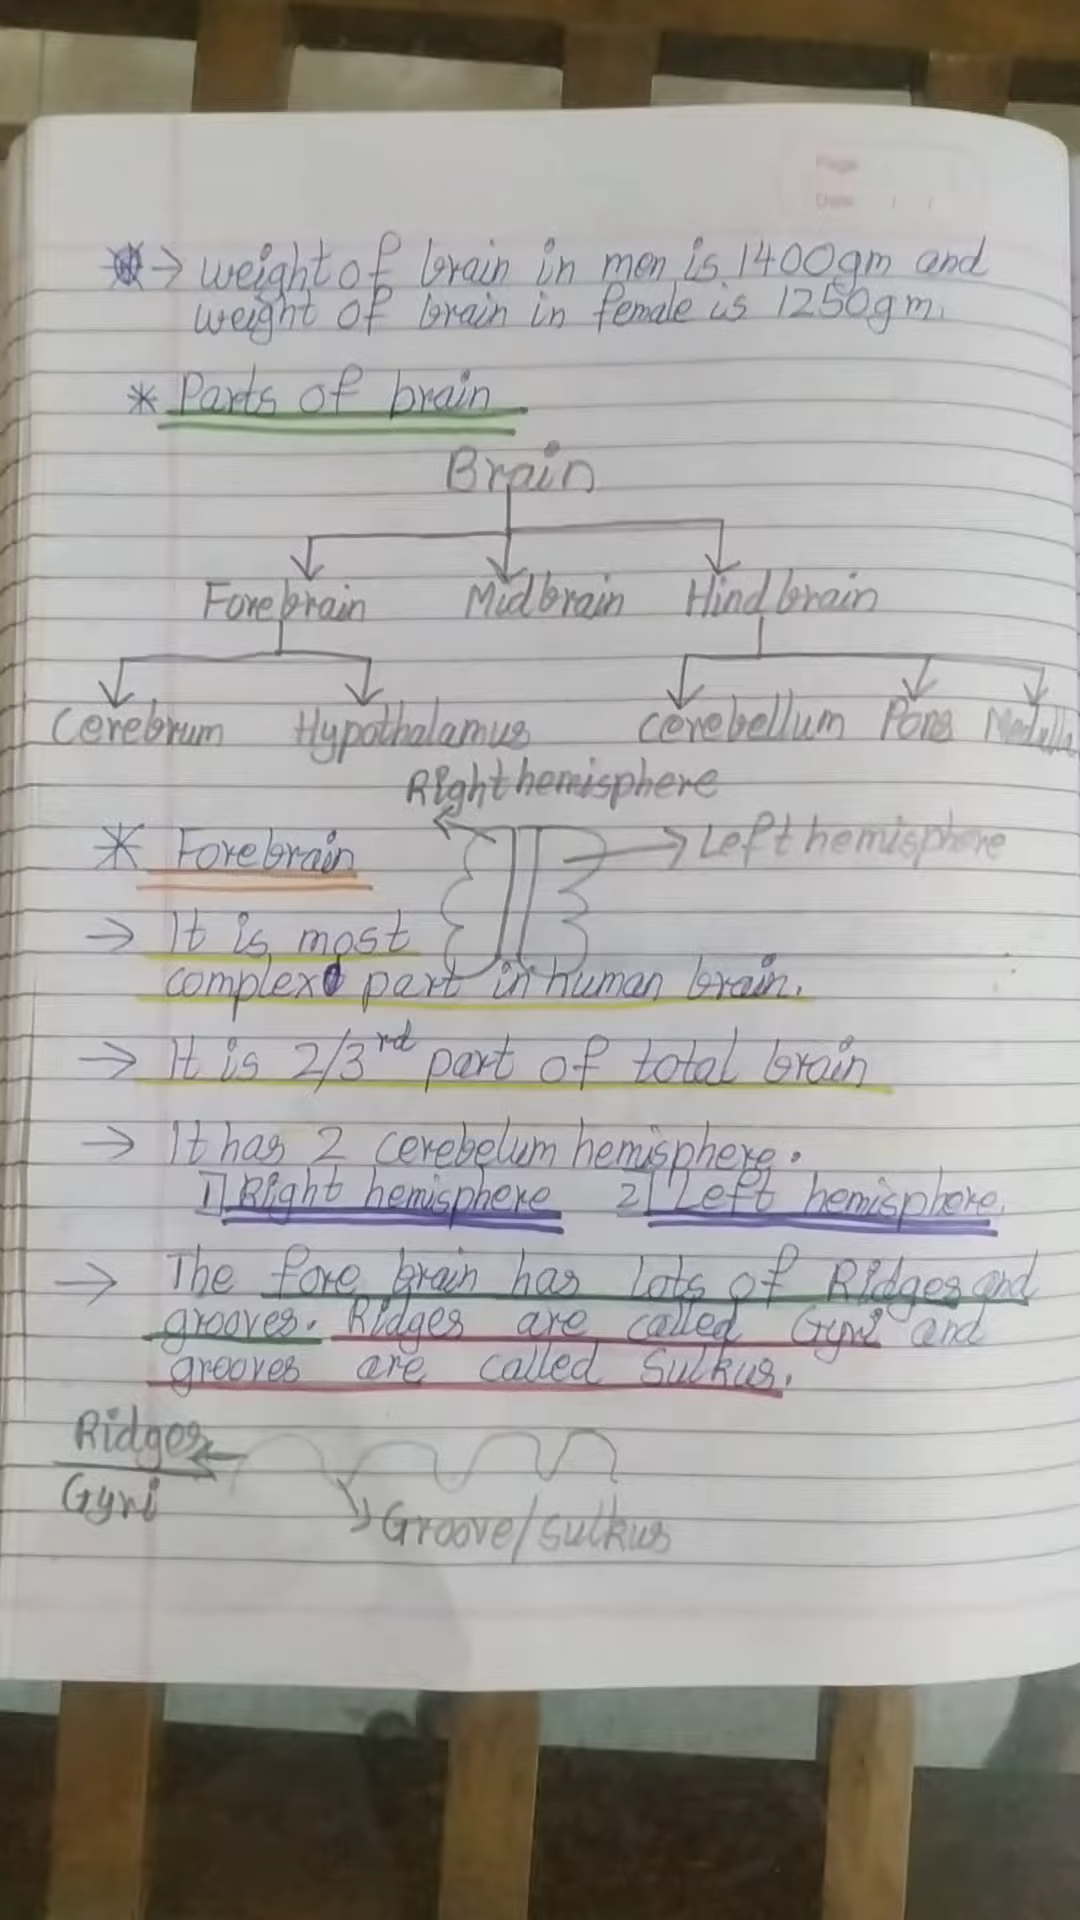 Page
Date / /
→ weight of brain in men is 1400gm and
weight of brain in female is 1250gm.
* Parts of brain
Brain
Forebrain Midbrain Hindbrain
Cerebrum Hypothalamus cerebellum Pons Medulla
Right hemisphere
* Forebrain Left hemisphere
→ It is most
complex part in human brain.
→ It is 2/3rd part of total brain
→ It has 2 cerebelum hemisphere.
1] Right hemisphere 2] Left hemisphere.
→ The fore brain has lots of Ridges and
grooves. Ridges are called Gyri and
grooves are called Sulkus.
Ridges
Gyri
Groove/sulkus